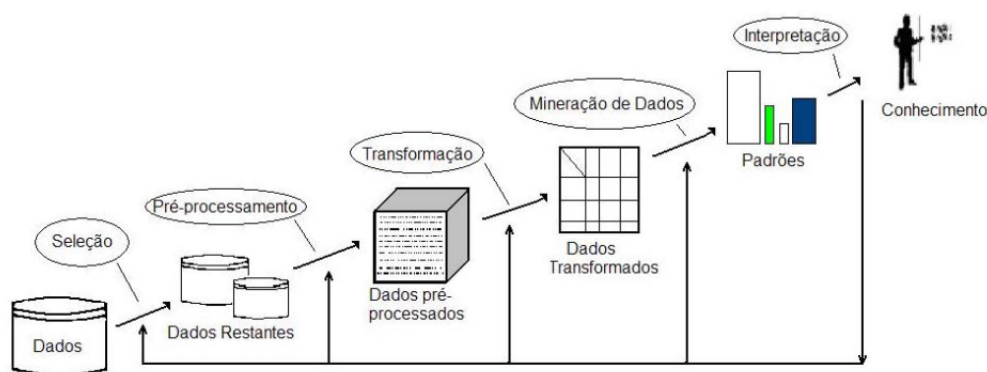 Interpretação
Conhecimento
Mineração de Dados
Padrões
Transformação
Dados
Transformados
Pré-processamento
Dados pré-
processados
Seleção
Dados Restantes
Dados